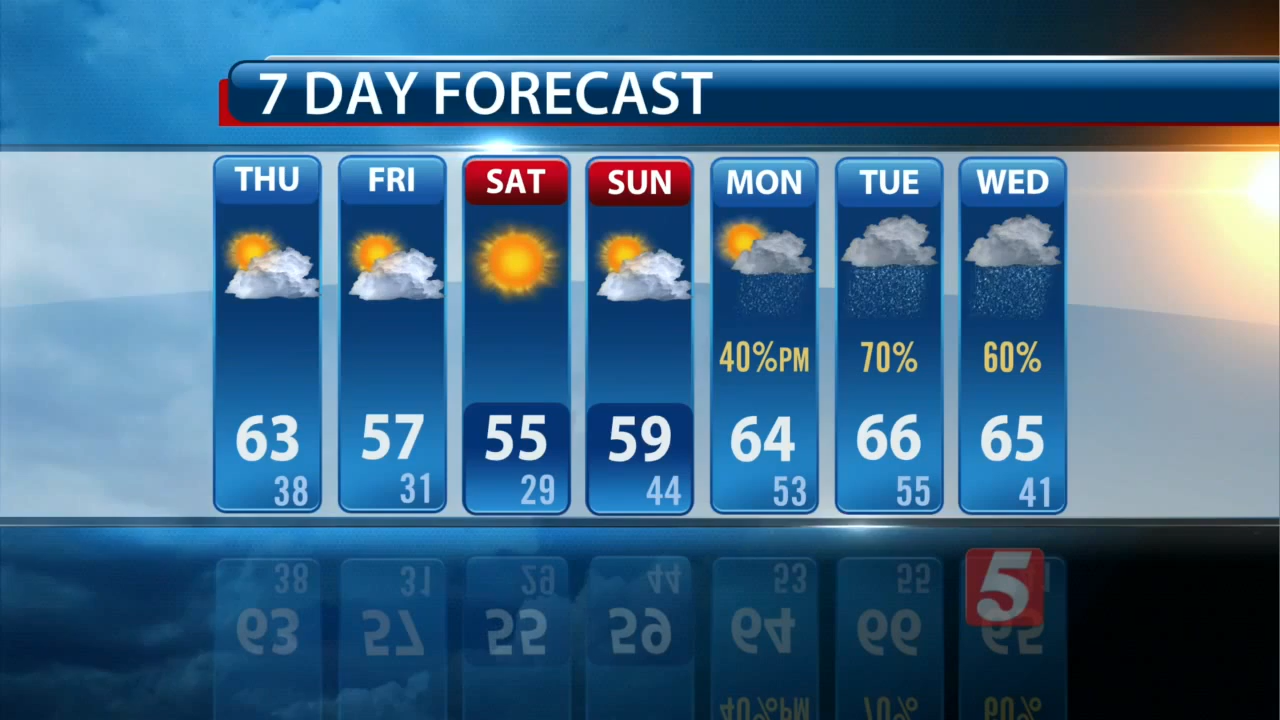 7 DAY FORECAST
THU FRI SAT SUN MON TUE WED
40%PM 70% 60%
63 57 55 59 64 66 65
38 31 29 44 53 55 41
5